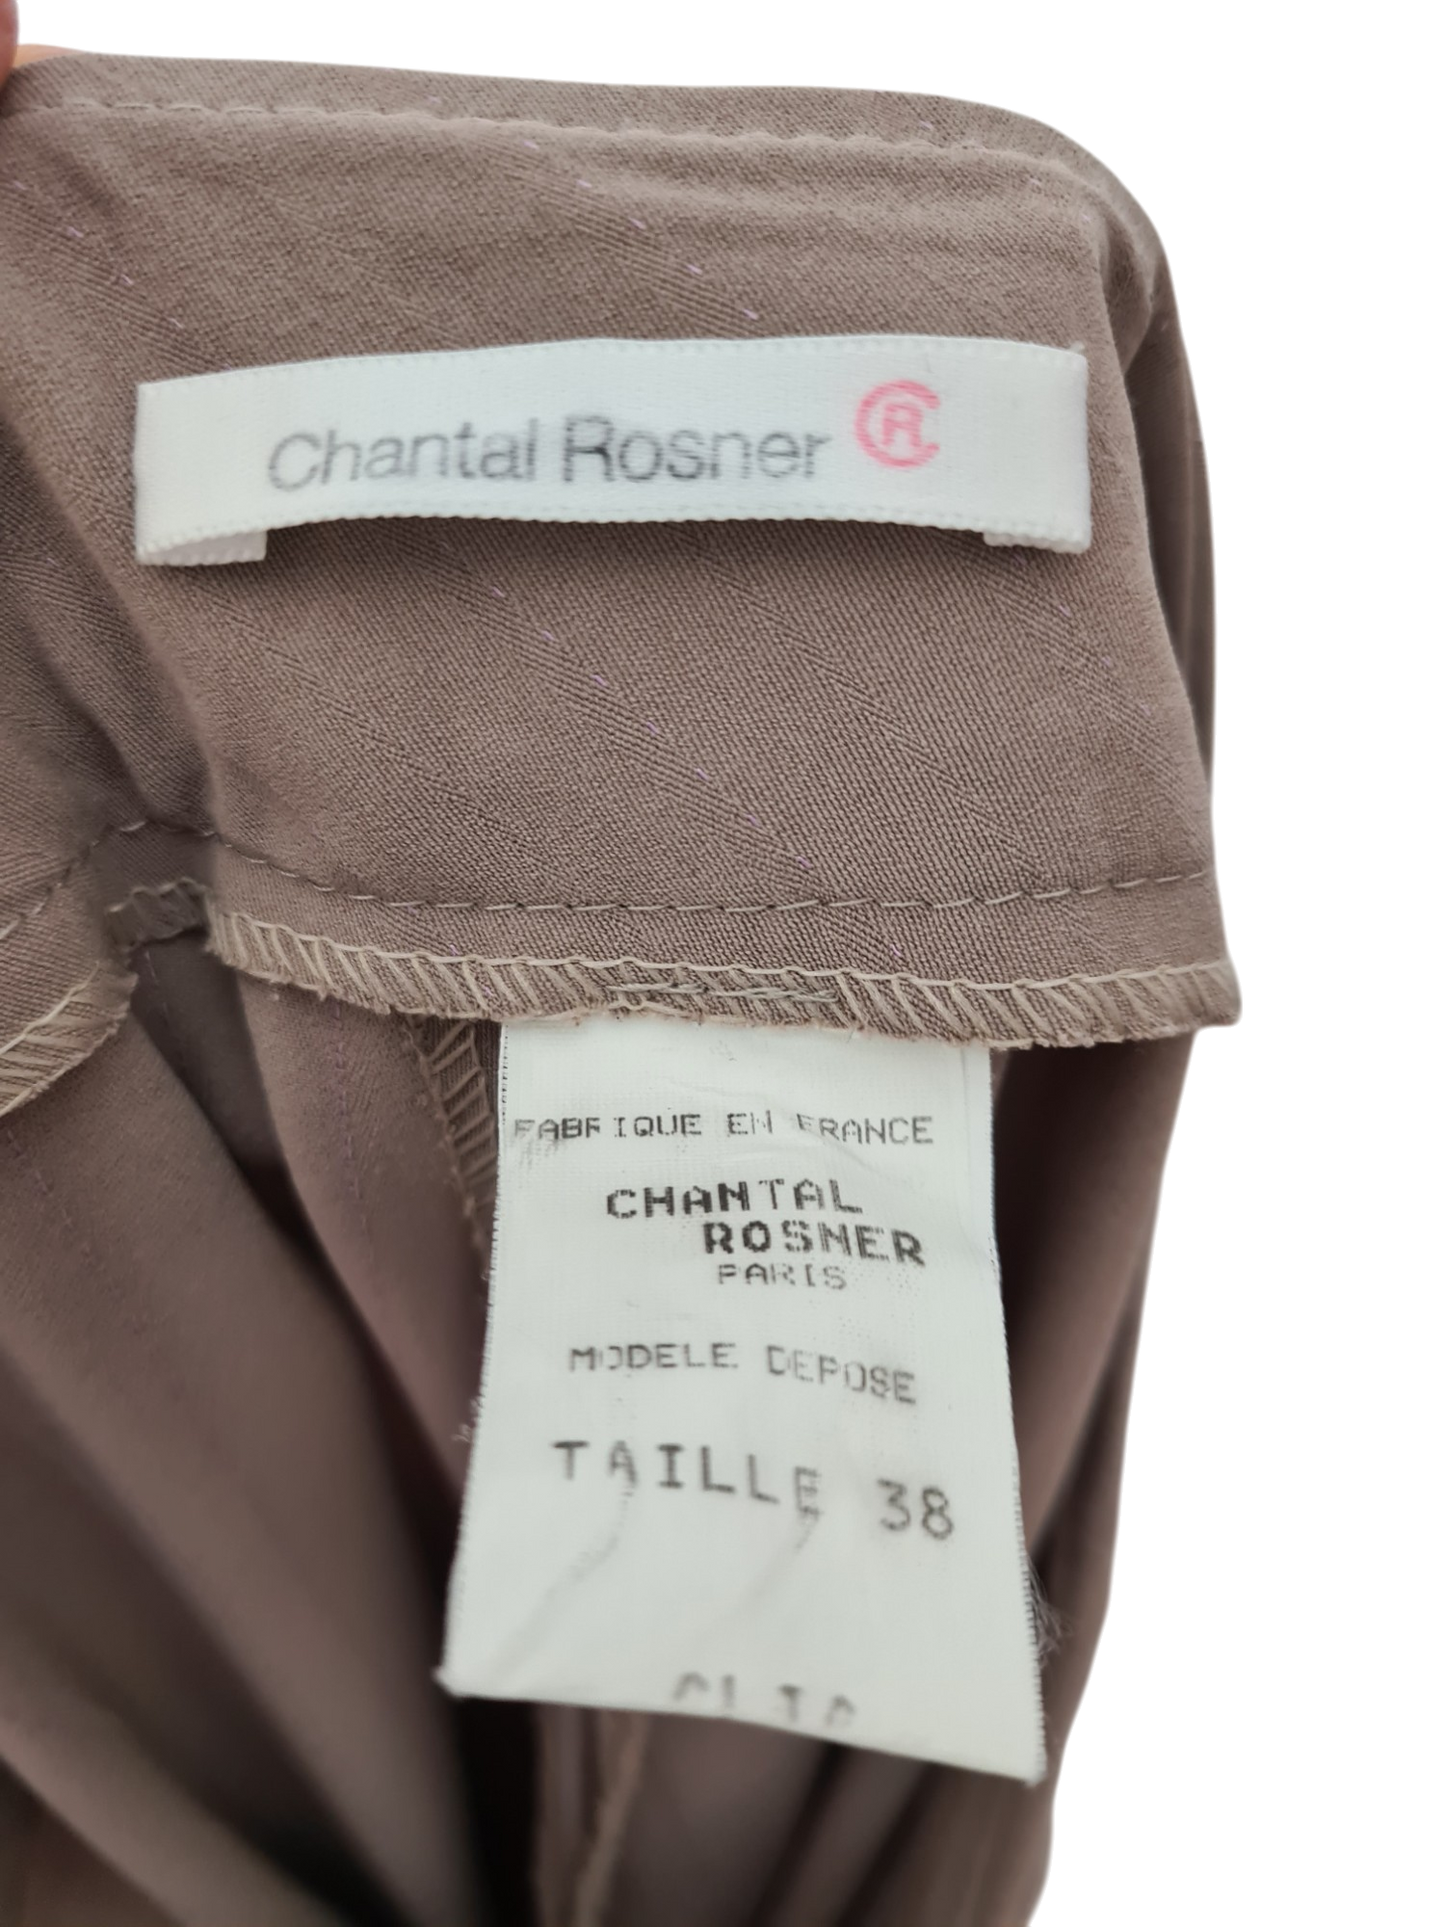 Chantal Rosner
FABRIQUE EN FRANCE
CHANTAL
ROSNER
PARIS
MODELE DEPOSE
TAILLE 38